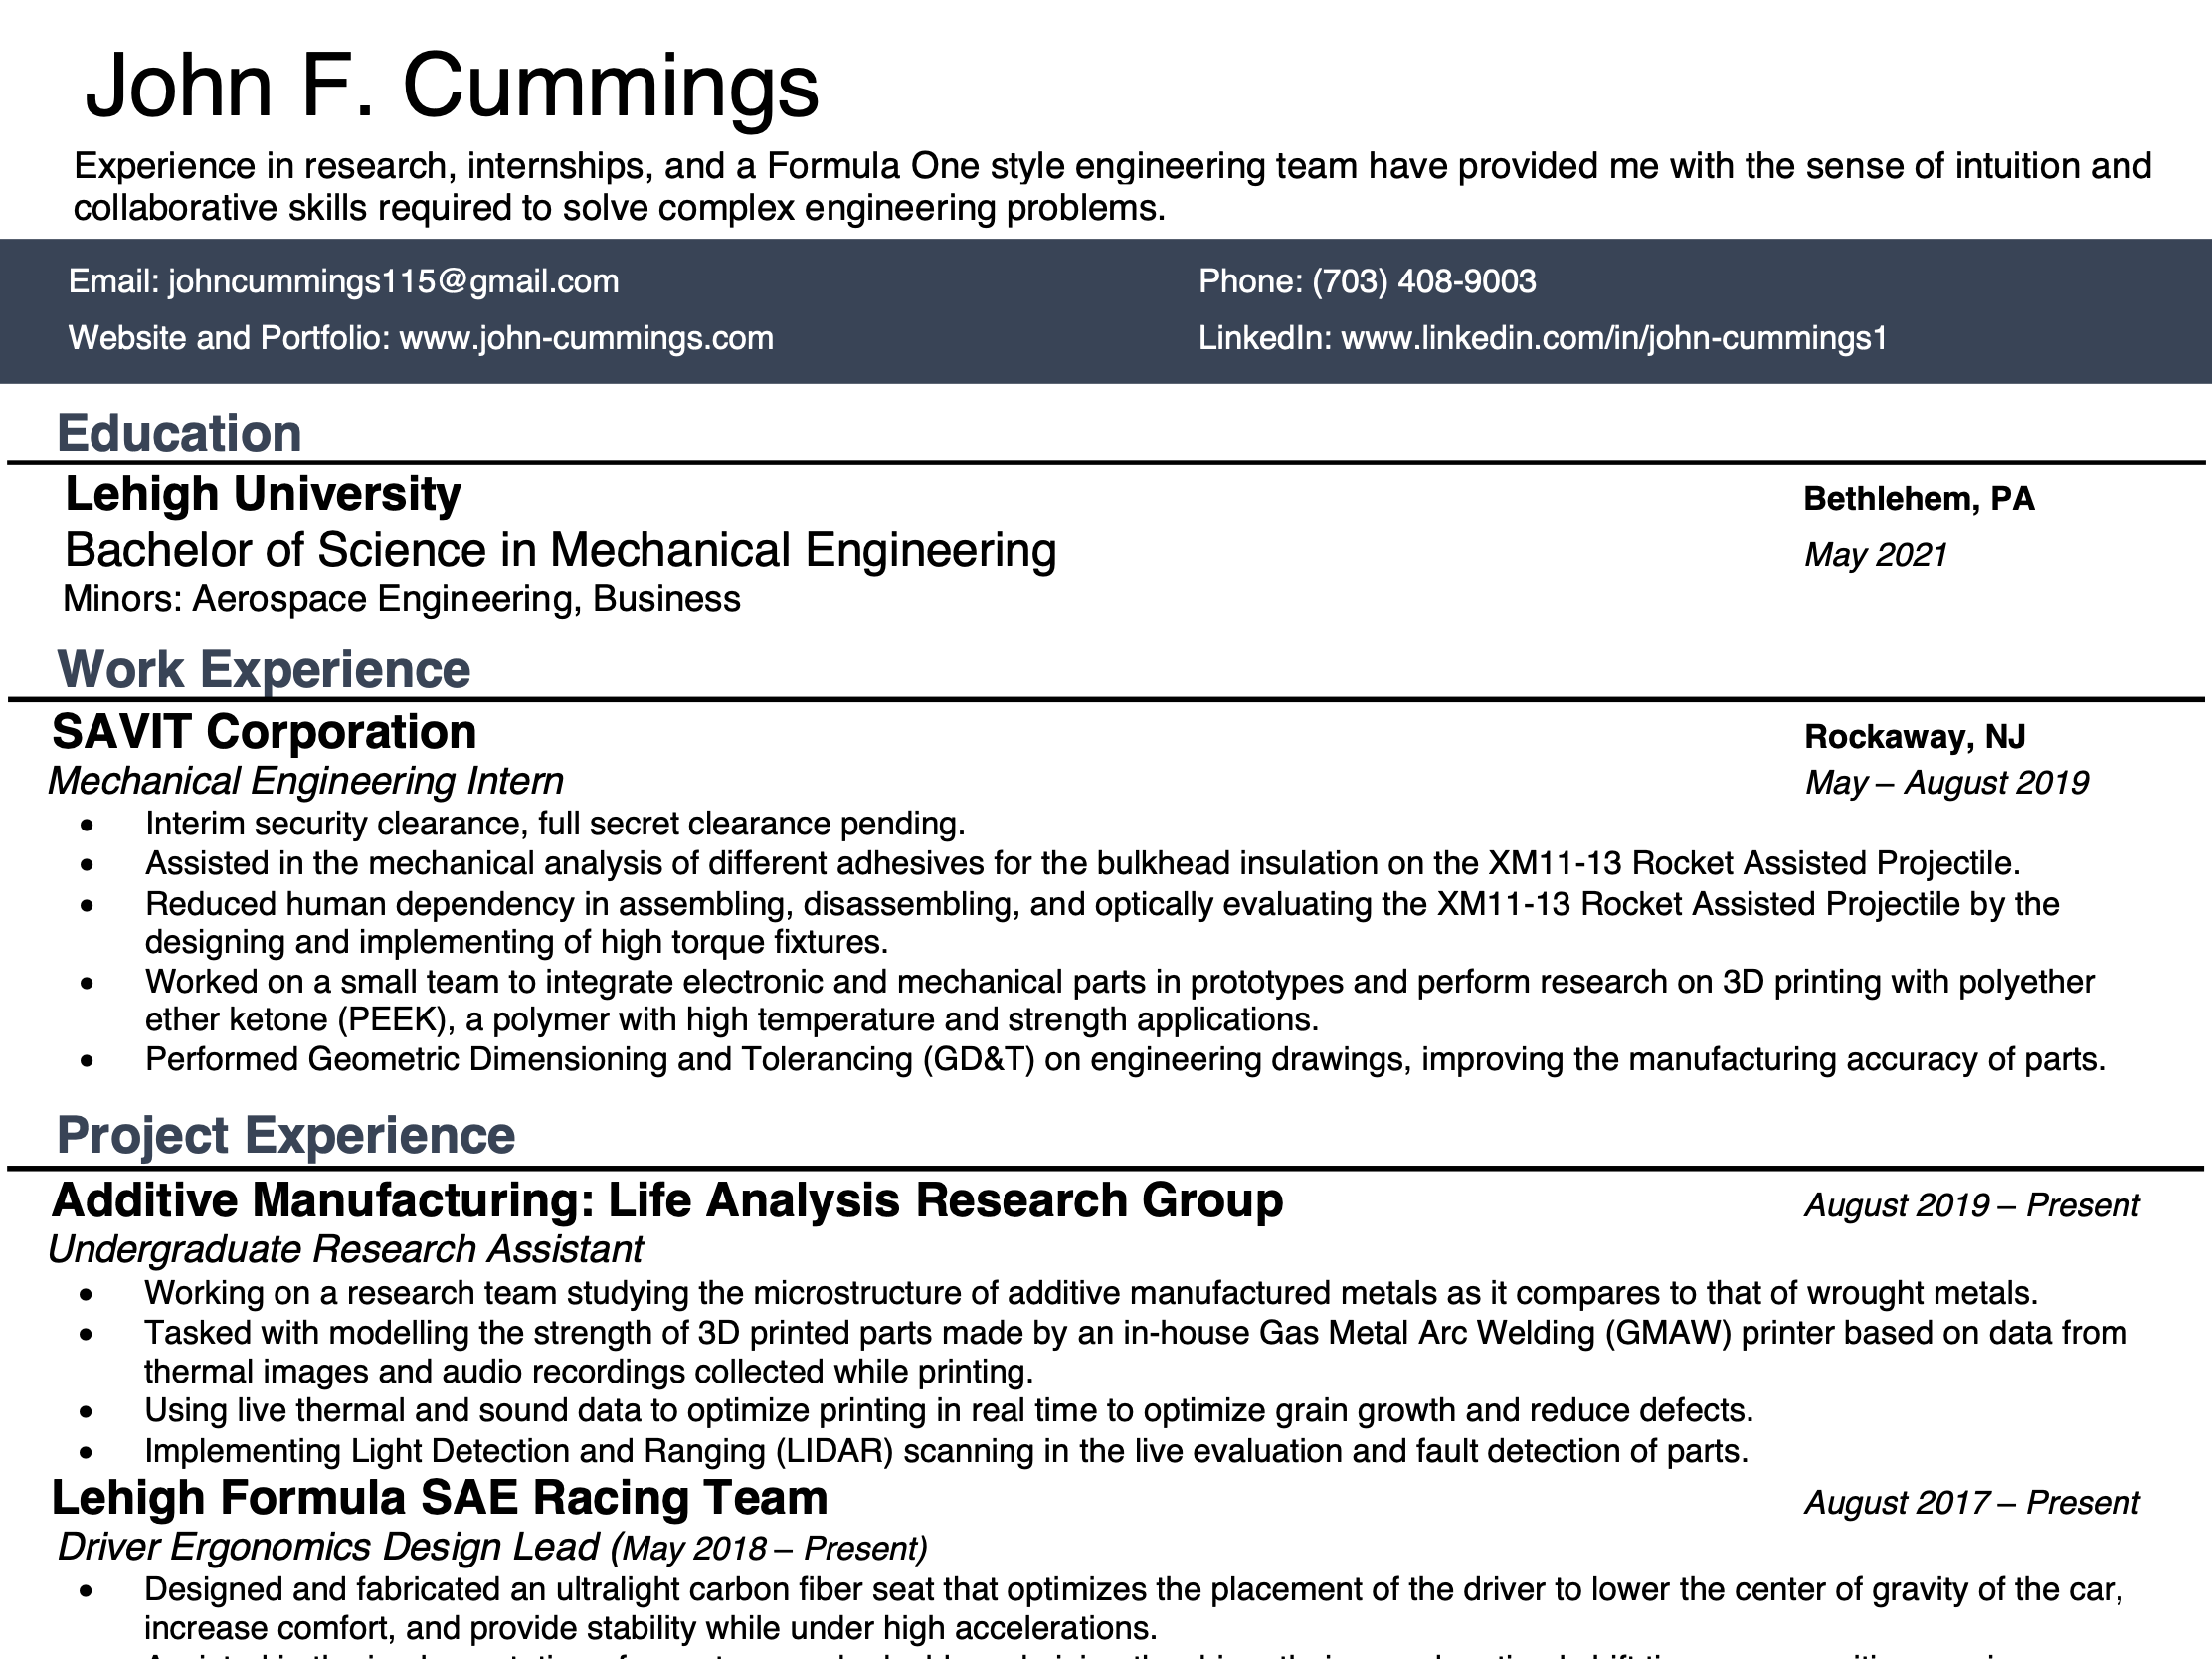 John F. Cummings
Experience in research, internships, and a Formula One style engineering team have provided me with the sense of intuition and
collaborative skills required to solve complex engineering problems.
Email: johncummings115@gmail.com
Phone: (703) 408-9003
Website and Portfolio: www.john-cummings.com
LinkedIn: www.linkedin.com/in/john-cummings1
Education
Lehigh University
Bethlehem, PA
Bachelor of Science in Mechanical Engineering
May 2021
Minors: Aerospace Engineering, Business
Work Experience
SAVIT Corporation
Rockaway, NJ
Mechanical Engineering Intern
May – August 2019
• Interim security clearance, full secret clearance pending.
• Assisted in the mechanical analysis of different adhesives for the bulkhead insulation on the XM11-13 Rocket Assisted Projectile.
• Reduced human dependency in assembling, disassembling, and optically evaluating the XM11-13 Rocket Assisted Projectile by the
designing and implementing of high torque fixtures.
• Worked on a small team to integrate electronic and mechanical parts in prototypes and perform research on 3D printing with polyether
ether ketone (PEEK), a polymer with high temperature and strength applications.
• Performed Geometric Dimensioning and Tolerancing (GD&T) on engineering drawings, improving the manufacturing accuracy of parts.
Project Experience
Additive Manufacturing: Life Analysis Research Group
August 2019 – Present
Undergraduate Research Assistant
• Working on a research team studying the microstructure of additive manufactured metals as it compares to that of wrought metals.
• Tasked with modelling the strength of 3D printed parts made by an in-house Gas Metal Arc Welding (GMAW) printer based on data from
thermal images and audio recordings collected while printing.
• Using live thermal and sound data to optimize printing in real time to optimize grain growth and reduce defects.
• Implementing Light Detection and Ranging (LIDAR) scanning in the live evaluation and fault detection of parts.
Lehigh Formula SAE Racing Team
August 2017 – Present
Driver Ergonomics Design Lead (May 2018 – Present)
• Designed and fabricated an ultralight carbon fiber seat that optimizes the placement of the driver to lower the center of gravity of the car,
increase comfort, and provide stability while under high accelerations.